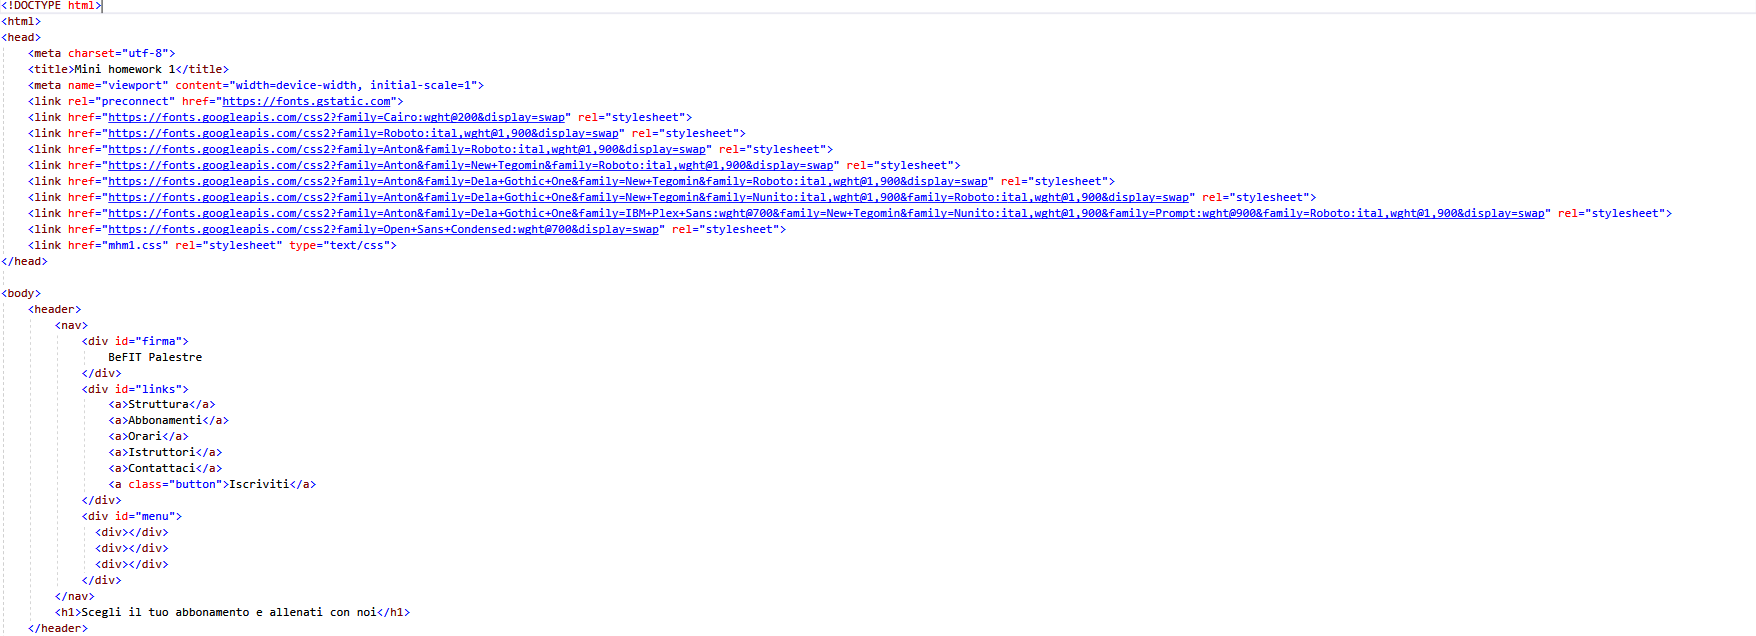 <!DOCTYPE html>
<html>
<head>
<meta charset="utf-8">
<title>Mini homework 1</title>
<meta name="viewport" content="width=device-width, initial-scale=1">
<link rel="preconnect" href="https://fonts.gstatic.com">
<link href="https://fonts.googleapis.com/css2?family=Cairo:wght@200&display=swap" rel="stylesheet">
<link href="https://fonts.googleapis.com/css2?family=Roboto:ital,wght@1,900&display=swap" rel="stylesheet">
<link href="https://fonts.googleapis.com/css2?family=Anton&family=Roboto:ital,wght@1,900&display=swap" rel="stylesheet">
<link href="https://fonts.googleapis.com/css2?family=Anton&family=New+Tegomin&family=Roboto:ital,wght@1,900&display=swap" rel="stylesheet">
<link href="https://fonts.googleapis.com/css2?family=Anton&family=Dela+Gothic+One&family=New+Tegomin&family=Roboto:ital,wght@1,900&display=swap" rel="stylesheet">
<link href="https://fonts.googleapis.com/css2?family=Anton&family=Dela+Gothic+One&family=New+Tegomin&family=Nunito:ital,wght@1,900&family=Roboto:ital,wght@1,900&display=swap" rel="stylesheet">
<link href="https://fonts.googleapis.com/css2?family=Anton&family=Dela+Gothic+One&family=IBM+Plex+Sans:wght@700&family=New+Tegomin&family=Nunito:ital,wght@1,900&family=Prompt:wght@900&family=Roboto:ital,wght@1,900&display=swap" rel="stylesheet">
<link href="https://fonts.googleapis.com/css2?family=Open+Sans+Condensed:wght@700&display=swap" rel="stylesheet">
<link href="mhm1.css" rel="stylesheet" type="text/css">
</head>
<body>
<header>
<nav>
<div id="firma">
BeFIT Palestre
</div>
<div id="links">
<a>Struttura</a>
<a>Abbonamenti</a>
<a>Orari</a>
<a>Istruttori</a>
<a>Contattaci</a>
<a class="button">Iscriviti</a>
</div>
<div id="menu">
<div></div>
<div></div>
<div></div>
</div>
</nav>
<h1>Scegli il tuo abbonamento e allenati con noi</h1>
</header>